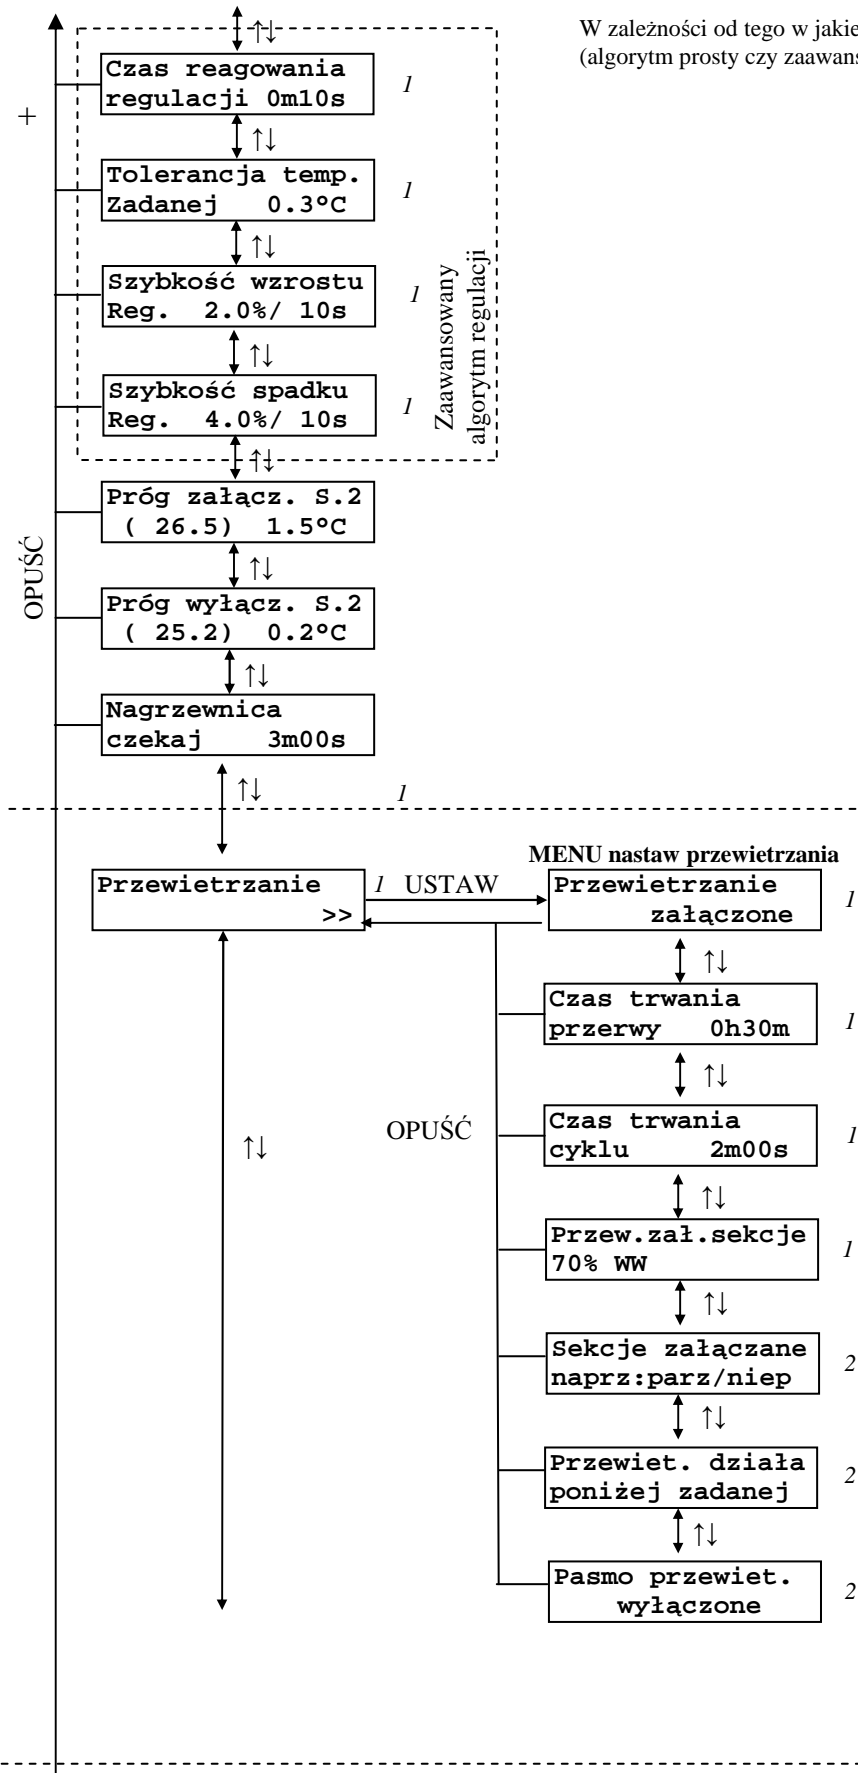 W zależności od tego w jakie
(algorytm prosty czy zaawans
↑↓
Czas reagowania
regulacji 0m10s
1
+
↑↓
Tolerancja temp.
Zadanej 0.3°C
1
↑↓
Szybkość wzrostu
Reg. 2.0%/ 10s
1
↑↓
Szybkość spadku
Reg. 4.0%/ 10s
1
Zaawansowany
algorytm regulacji
↑↓
Próg załącz. S.2
( 26.5) 1.5°C
↑↓
OPUŚĆ
Próg wyłącz. S.2
( 25.2) 0.2°C
↑↓
Nagrzewnica
czekaj 3m00s
↑↓
1
MENU nastaw przewietrzania
Przewietrzanie
>>
1 USTAW
Przewietrzanie
załączone
1
↑↓
Czas trwania
przerwy 0h30m
1
↑↓
OPUŚĆ
Czas trwania
cyklu 2m00s
1
↑↓
↑↓
Przew.zał.sekcje
70% WW
1
↑↓
Sekcje załączane
naprz:parz/niep
2
↑↓
Przewiet. działa
poniżej zadanej
2
↑↓
Pasmo przewiet.
wyłączone
2